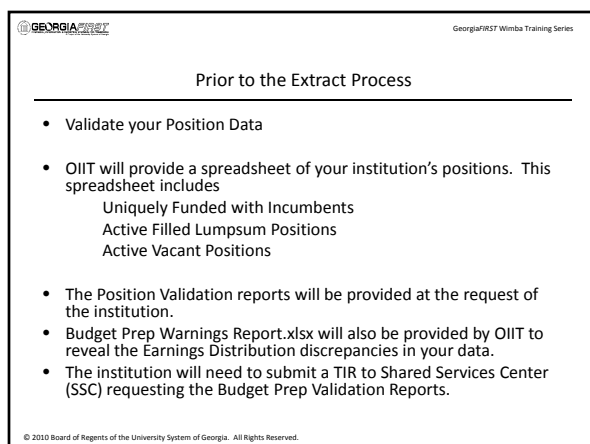 GEORGIAFIRST
GeorgiaFIRST Wimba Training Series
Prior to the Extract Process
• Validate your Position Data
• OIIT will provide a spreadsheet of your institution's positions. This
spreadsheet includes
Uniquely Funded with Incumbents
Active Filled Lumpsum Positions
Active Vacant Positions
• The Position Validation reports will be provided at the request of
the institution.
• Budget Prep Warnings Report.xlsx will also be provided by OIIT to
reveal the Earnings Distribution discrepancies in your data.
• The institution will need to submit a TIR to Shared Services Center
(SSC) requesting the Budget Prep Validation Reports.
© 2010 Board of Regents of the University System of Georgia. All Rights Reserved.